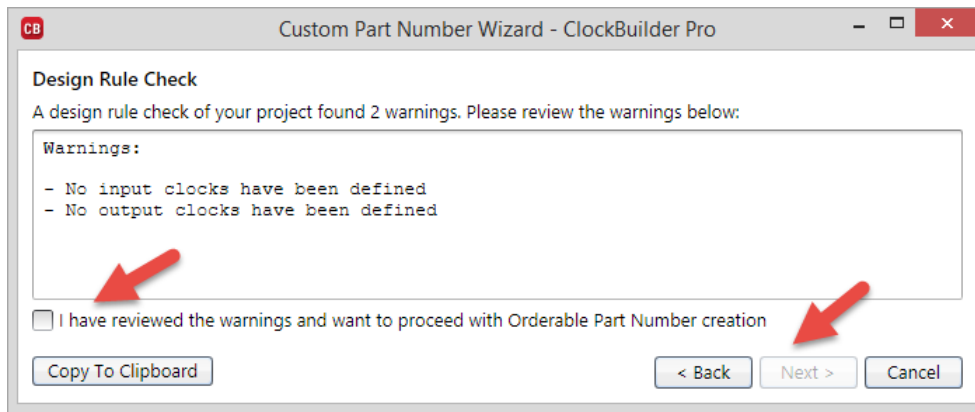 CB
Custom Part Number Wizard - ClockBuilder Pro
Design Rule Check
A design rule check of your project found 2 warnings. Please review the warnings below:
Warnings:
- No input clocks have been defined
- No output clocks have been defined
I have reviewed the warnings and want to proceed with Orderable Part Number creation
Copy To Clipboard
< Back
Next >
Cancel